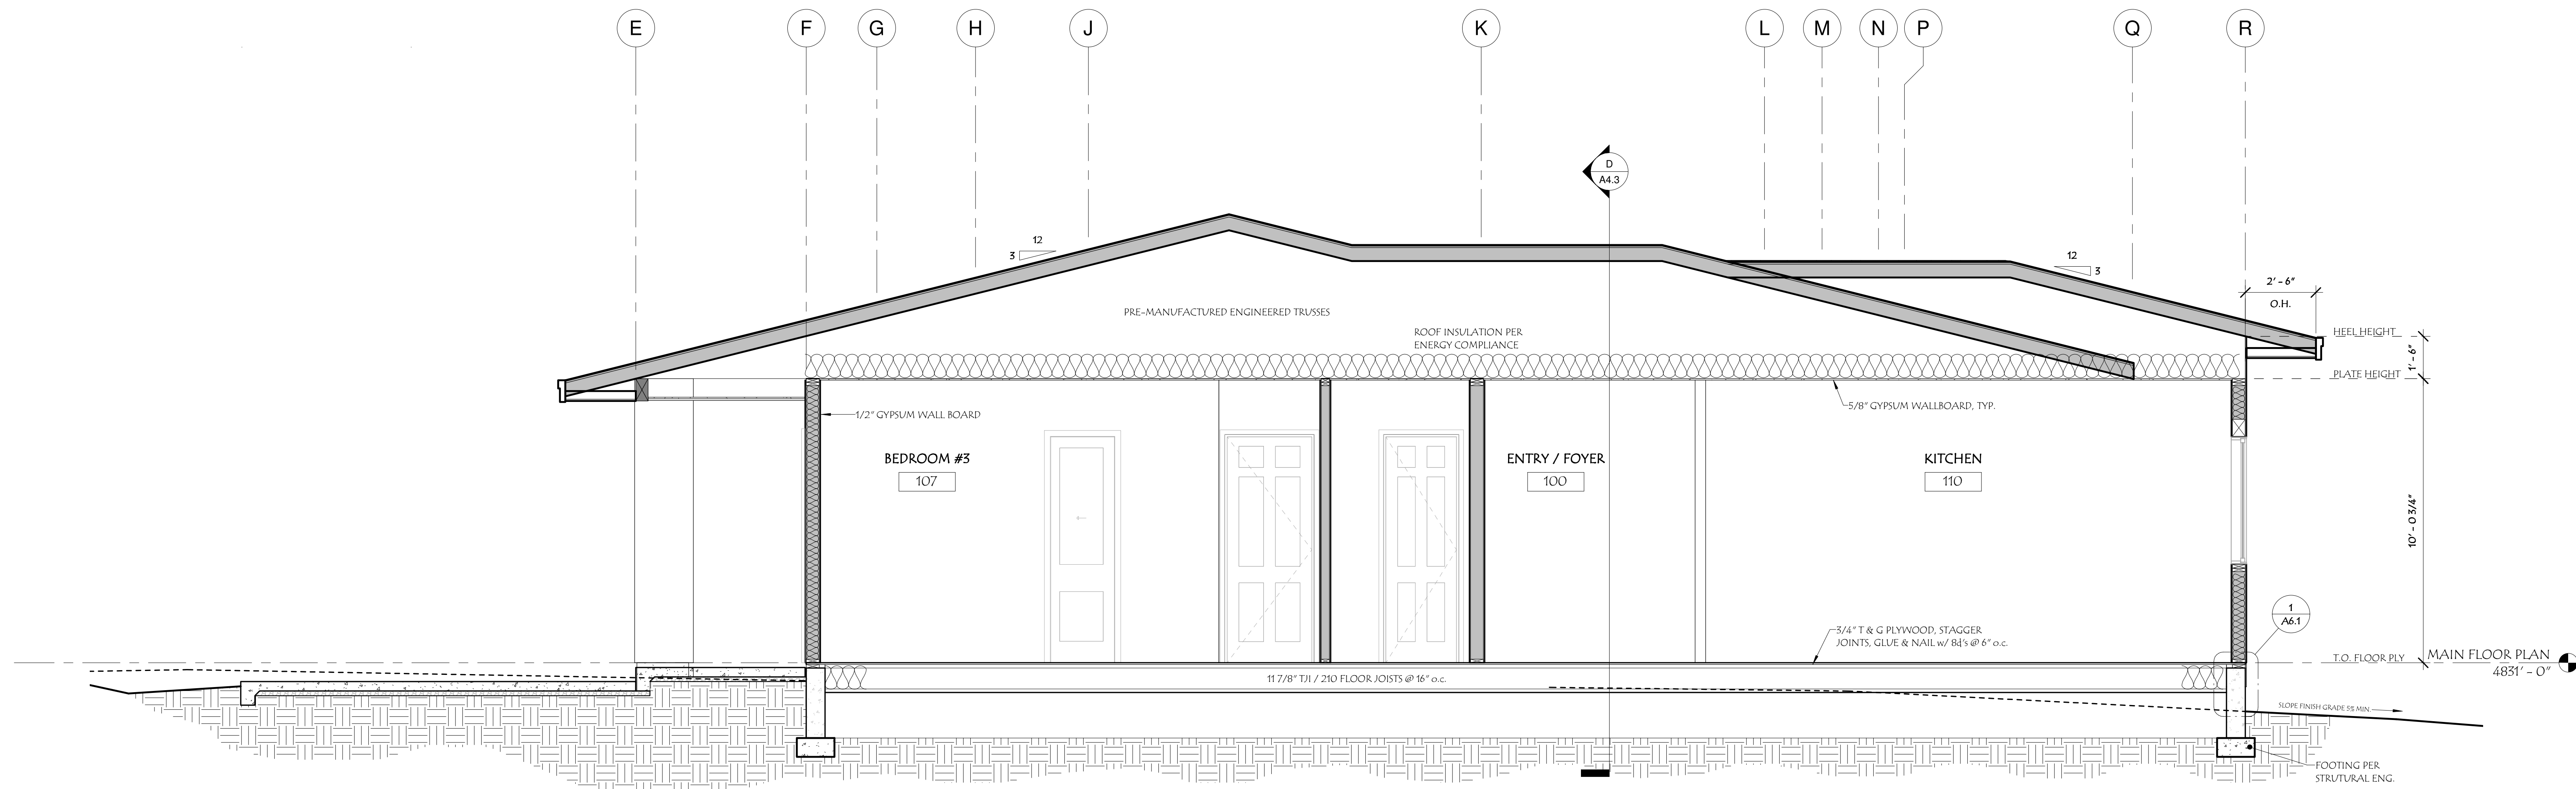 E F G H J K L M N P Q R
D
A4.3
12
3
12
3
2' - 6"
O.H.
PRE-MANUFACTURED ENGINEERED TRUSSES
ROOF INSULATION PER
ENERGY COMPLIANCE
HEEL HEIGHT
1' - 6"
PLATE HEIGHT
1/2" GYPSUM WALL BOARD
5/8" GYPSUM WALLBOARD, TYP.
BEDROOM #3
107
ENTRY / FOYER
100
KITCHEN
110
10' - 0 3/4"
1
A6.1
3/4" T & G PLYWOOD, STAGGER
JOINTS, GLUE & NAIL w/ 8d's @ 6" o.c.
T.O. FLOOR PLY
MAIN FLOOR PLAN
4831' - 0"
11 7/8" TJI / 210 FLOOR JOISTS @ 16" o.c.
SLOPE FINISH GRADE 5% MIN.
FOOTING PER
STRUTURAL ENG.